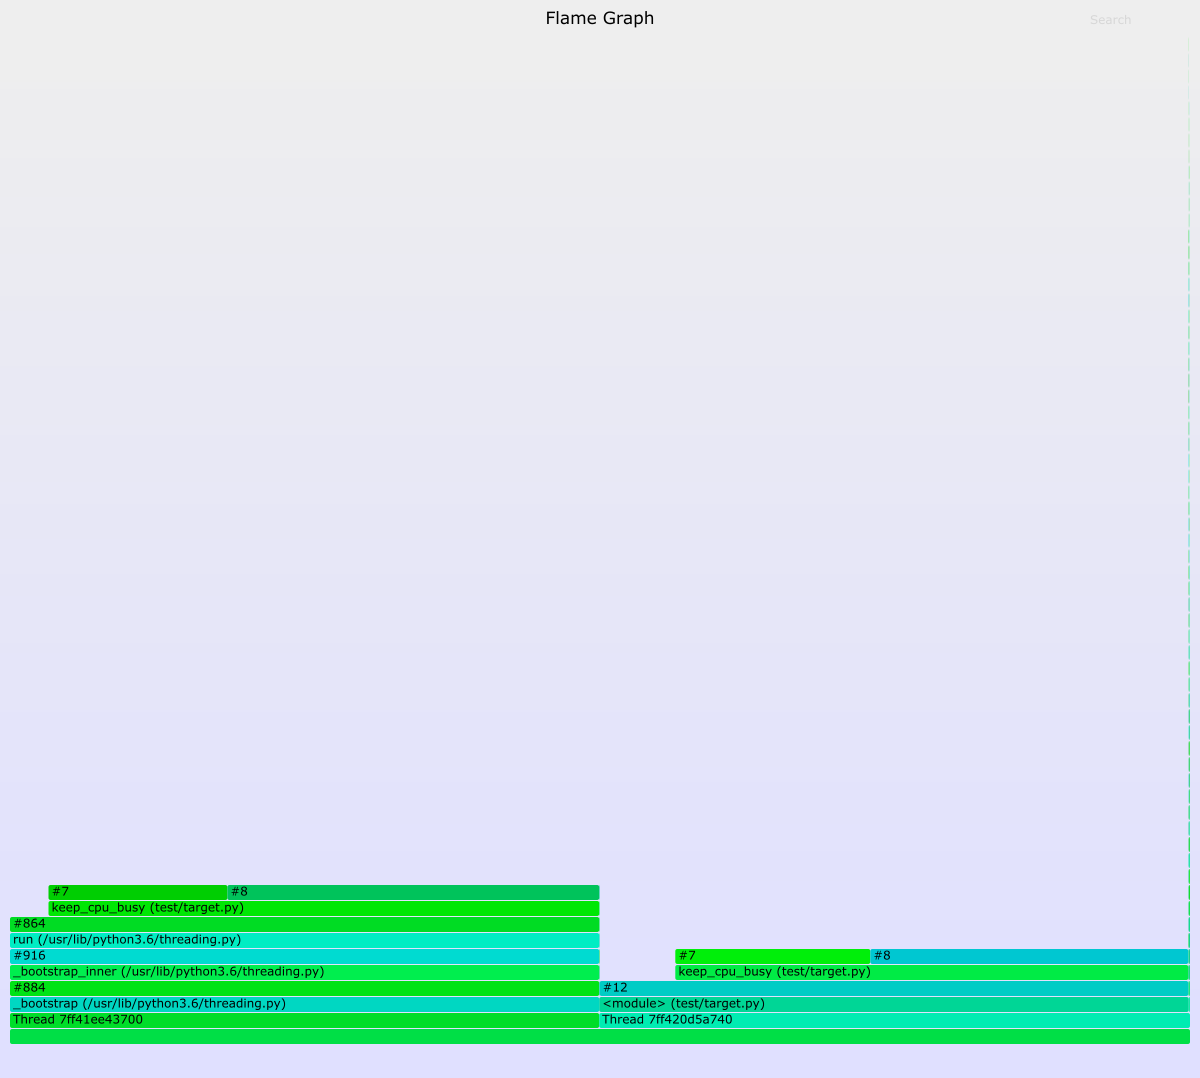 Flame Graph
Search
#7 #8
keep_cpu_busy (test/target.py)
#864
run (/usr/lib/python3.6/threading.py)
#916 #7 #8
_bootstrap_inner (/usr/lib/python3.6/threading.py) keep_cpu_busy (test/target.py)
#884 #12
_bootstrap (/usr/lib/python3.6/threading.py) <module> (test/target.py)
Thread 7ff41ee43700 Thread 7ff420d5a740